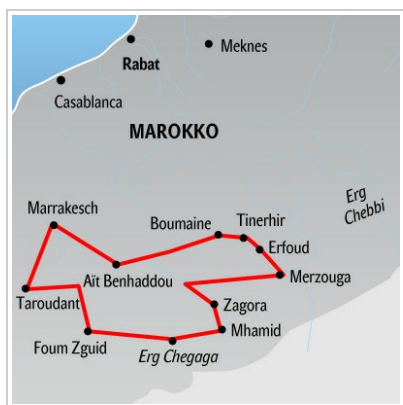 Meknes
Rabat
Casablanca
MAROKKO
Erg
Chebbi
Marrakesch
Boumaine
Tinerhir
Erfoud
Aït Benhaddou
Merzouga
Taroudant
Zagora
Mhamid
Foum Zguid
Erg Chegaga